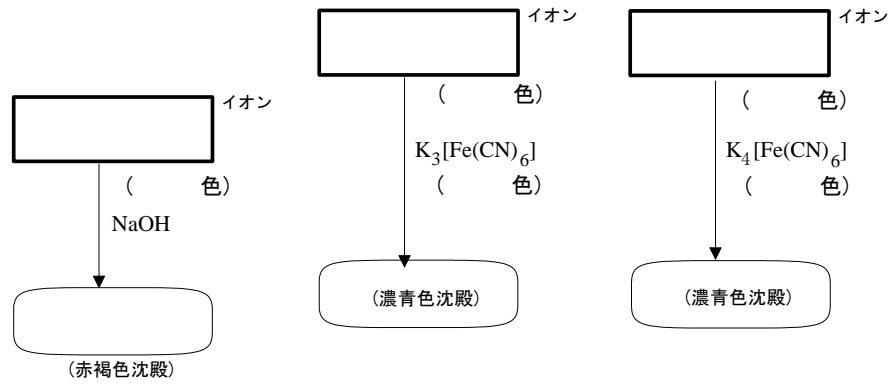 イオン
(　　　色)
NaOH
(赤褐色沈殿)
イオン
(　　　色)
K₃[Fe(CN)₆]
(　　　色)
(濃青色沈殿)
イオン
(　　　色)
K₄[Fe(CN)₆]
(　　　色)
(濃青色沈殿)